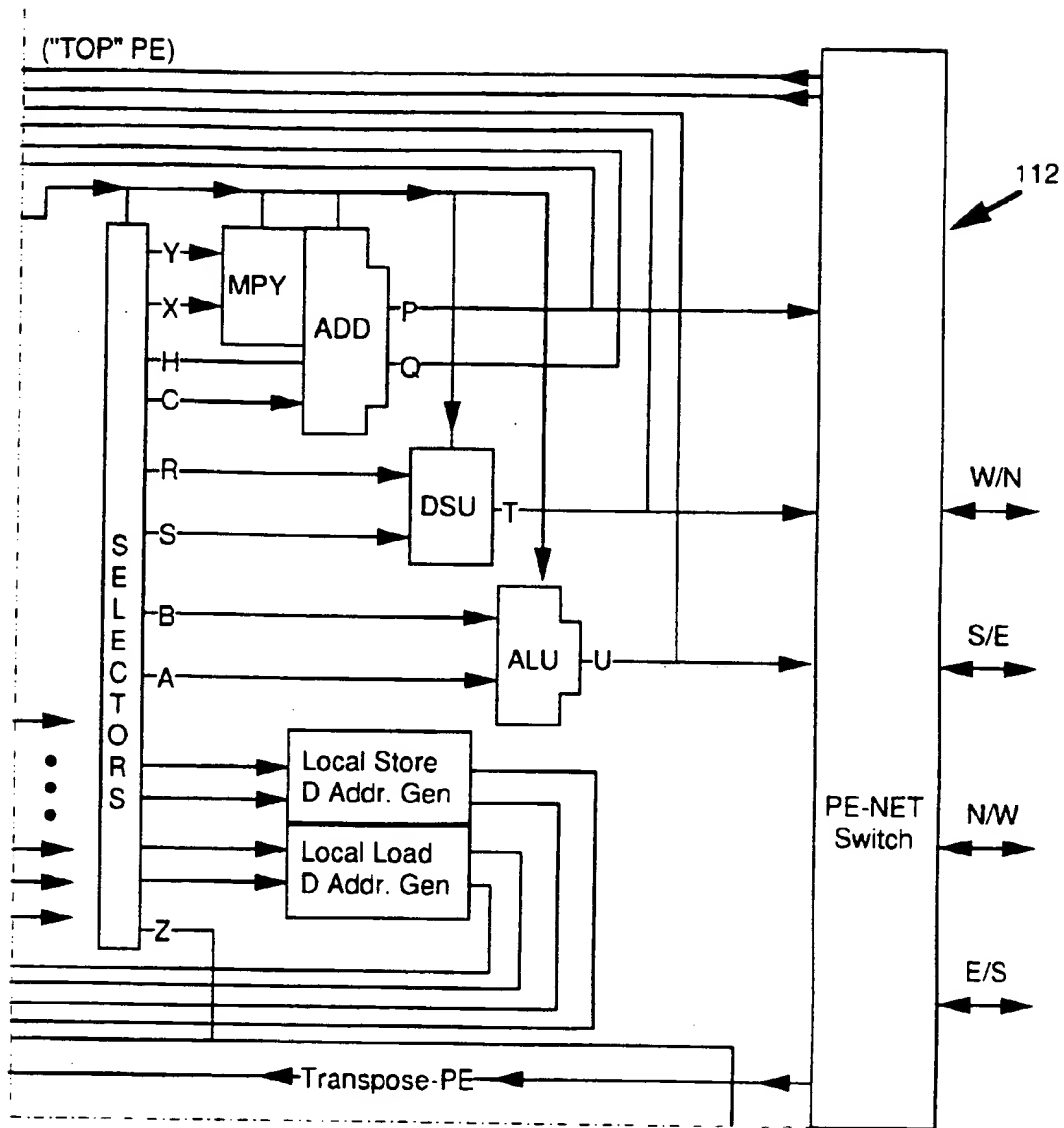 ("TOP" PE)
112
Y
MPY
X
ADD
P
H
Q
C
R
DSU
T
S
W/N
SELECTORS
B
ALU
U
S/E
A
Local Store
D Addr. Gen
Local Load
D Addr. Gen
PE-NET
Switch
N/W
Z
E/S
Transpose-PE